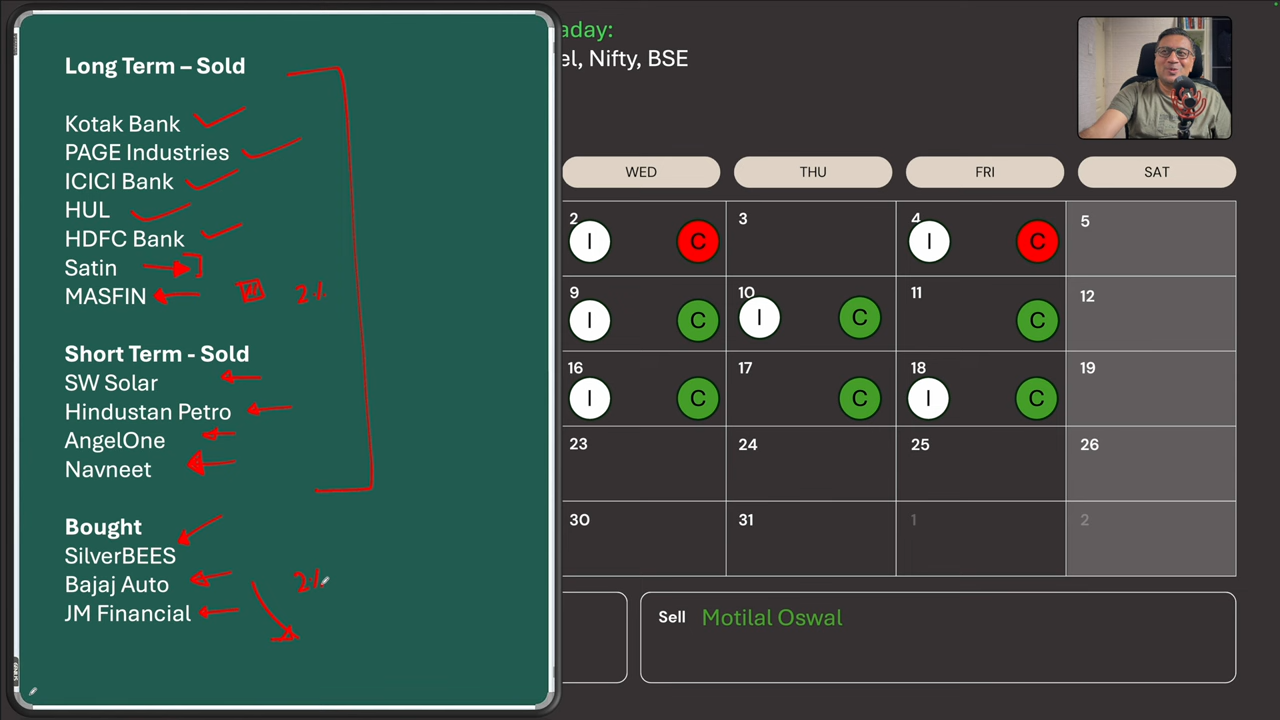 Long Term – Sold
Kotak Bank
PAGE Industries
ICICI Bank
HUL
HDFC Bank
Satin
MASFIN 2%
Short Term - Sold
SW Solar
Hindustan Petro
AngelOne
Navneet
Bought
SilverBEES
Bajaj Auto 2%
JM Financial
aday:
el, Nifty, BSE
WED THU FRI SAT
2 I C 3 4 I C 5
9 I C 10 I C 11 C 12
16 I C 17 C 18 I C 19
23 24 25 26
30 31 1 2
Sell Motilal Oswal